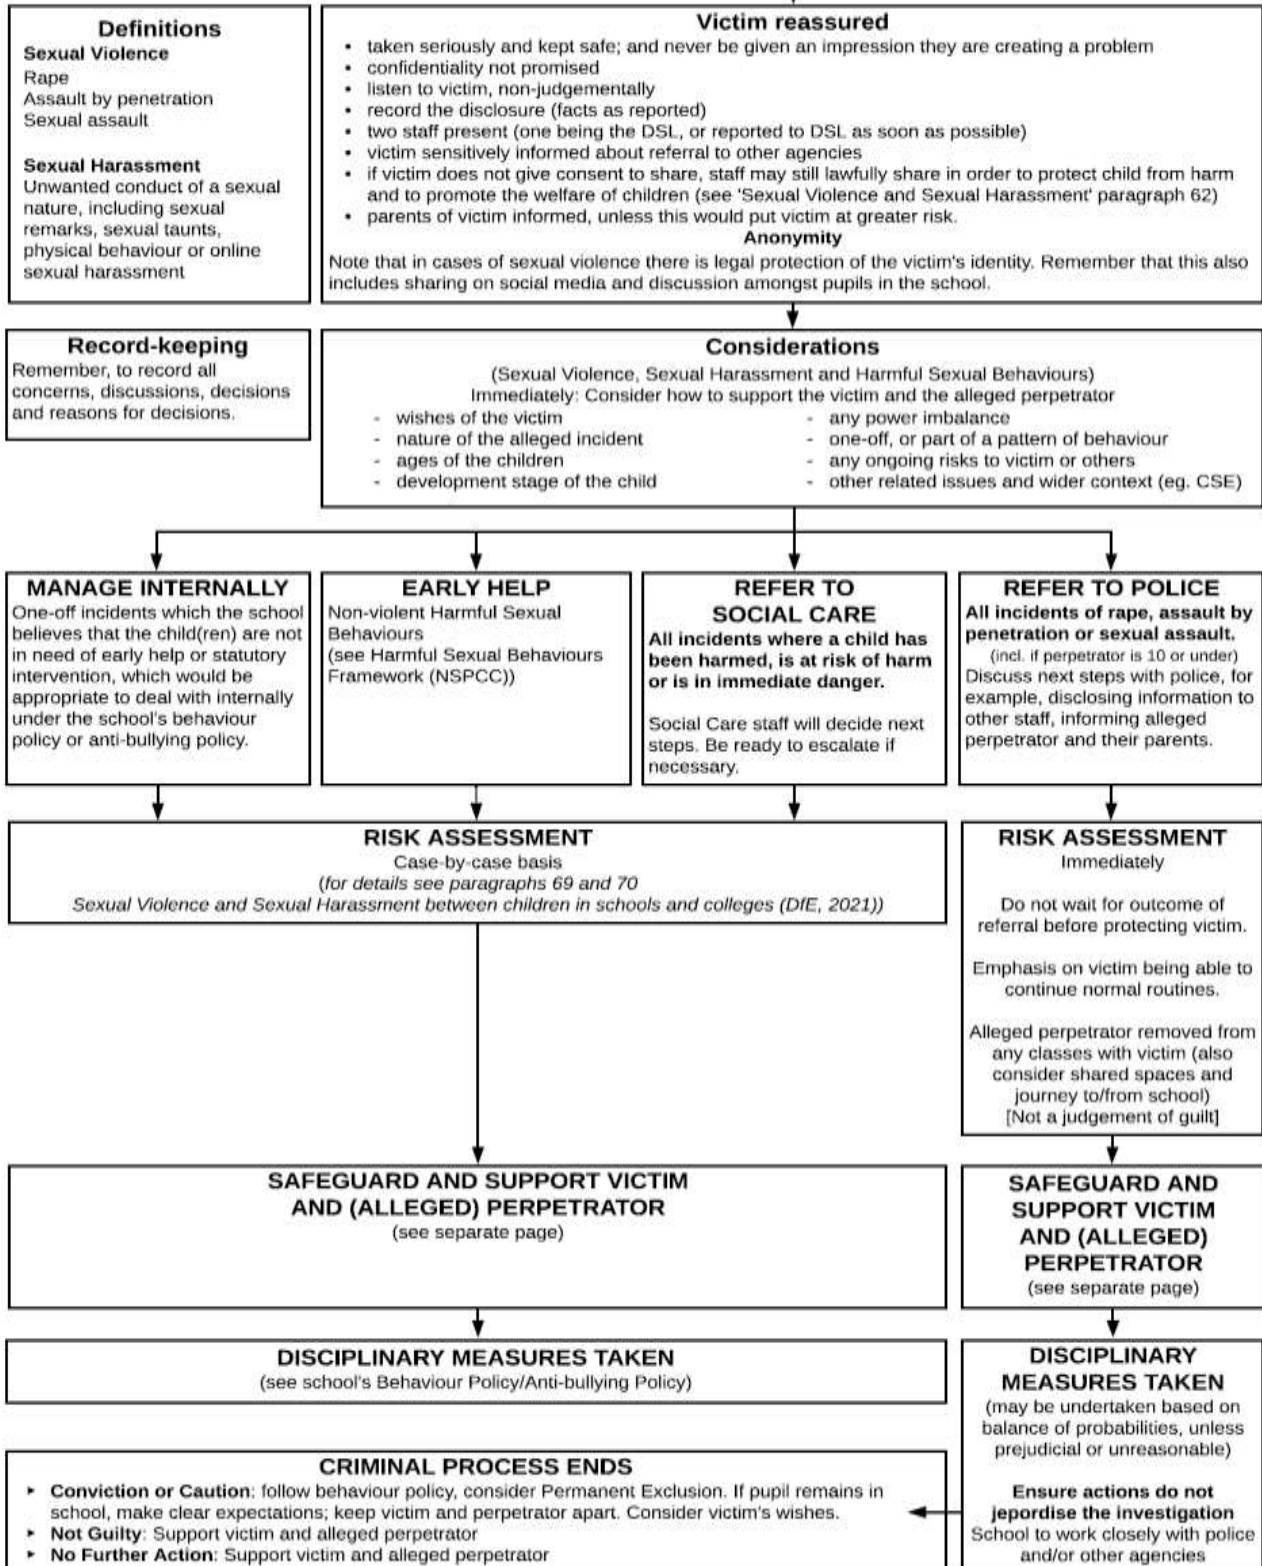 Definitions
Sexual Violence
Rape
Assault by penetration
Sexual assault
Sexual Harassment
Unwanted conduct of a sexual
nature, including sexual
remarks, sexual taunts,
physical behaviour or online
sexual harassment
Victim reassured
• taken seriously and kept safe; and never be given an impression they are creating a problem
• confidentiality not promised
• listen to victim, non-judgementally
• record the disclosure (facts as reported)
• two staff present (one being the DSL, or reported to DSL as soon as possible)
• victim sensitively informed about referral to other agencies
• if victim does not give consent to share, staff may still lawfully share in order to protect child from harm
and to promote the welfare of children (see 'Sexual Violence and Sexual Harassment' paragraph 62)
• parents of victim informed, unless this would put victim at greater risk.
Anonymity
Note that in cases of sexual violence there is legal protection of the victim's identity. Remember that this also
includes sharing on social media and discussion amongst pupils in the school.
Record-keeping
Remember, to record all
concerns, discussions, decisions
and reasons for decisions.
Considerations
(Sexual Violence, Sexual Harassment and Harmful Sexual Behaviours)
Immediately: Consider how to support the victim and the alleged perpetrator
- wishes of the victim
- nature of the alleged incident
- ages of the children
- development stage of the child
- any power imbalance
- one-off, or part of a pattern of behaviour
- any ongoing risks to victim or others
- other related issues and wider context (eg. CSE)
MANAGE INTERNALLY
One-off incidents which the school
believes that the child(ren) are not
in need of early help or statutory
intervention, which would be
appropriate to deal with internally
under the school's behaviour
policy or anti-bullying policy.
EARLY HELP
Non-violent Harmful Sexual
Behaviours
(see Harmful Sexual Behaviours
Framework (NSPCC))
REFER TO
SOCIAL CARE
All incidents where a child has
been harmed, is at risk of harm
or is in immediate danger.
Social Care staff will decide next
steps. Be ready to escalate if
necessary.
REFER TO POLICE
All incidents of rape, assault by
penetration or sexual assault.
(incl. if perpetrator is 10 or under)
Discuss next steps with police, for
example, disclosing information to
other staff, informing alleged
perpetrator and their parents.
RISK ASSESSMENT
Case-by-case basis
(for details see paragraphs 69 and 70
Sexual Violence and Sexual Harassment between children in schools and colleges (DfE, 2021))
RISK ASSESSMENT
Immediately
Do not wait for outcome of
referral before protecting victim.
Emphasis on victim being able to
continue normal routines.
Alleged perpetrator removed from
any classes with victim (also
consider shared spaces and
journey to/from school)
[Not a judgement of guilt]
SAFEGUARD AND SUPPORT VICTIM
AND (ALLEGED) PERPETRATOR
(see separate page)
SAFEGUARD AND
SUPPORT VICTIM
AND (ALLEGED)
PERPETRATOR
(see separate page)
DISCIPLINARY MEASURES TAKEN
(see school's Behaviour Policy/Anti-bullying Policy)
DISCIPLINARY
MEASURES TAKEN
(may be undertaken based on
balance of probabilities, unless
prejudicial or unreasonable)
Ensure actions do not
jepordise the investigation
School to work closely with police
and/or other agencies
CRIMINAL PROCESS ENDS
‣ Conviction or Caution: follow behaviour policy, consider Permanent Exclusion. If pupil remains in
school, make clear expectations; keep victim and perpetrator apart. Consider victim's wishes.
‣ Not Guilty: Support victim and alleged perpetrator
‣ No Further Action: Support victim and alleged perpetrator